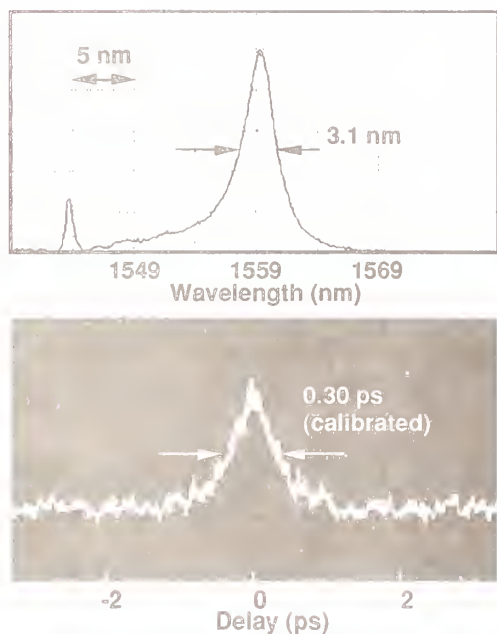 5 nm
3.1 nm
1549 1559 1569
Wavelength (nm)
0.30 ps
(calibrated)
-2 0 2
Delay (ps)